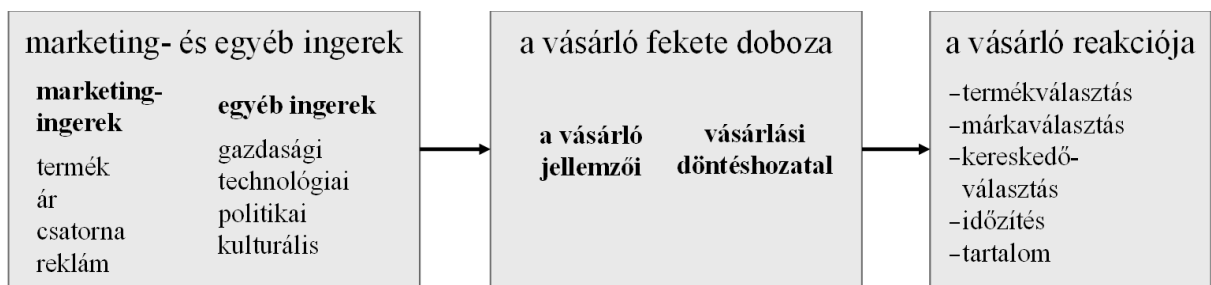 marketing- és egyéb ingerek
marketing-
ingerek
termék
ár
csatorna
reklám
egyéb ingerek
gazdasági
technológiai
politikai
kulturális
a vásárló fekete doboza
a vásárló
jellemzői
vásárlási
döntéshozatal
a vásárló reakciója
–termékválasztás
–márkaválasztás
–kereskedő-
választás
–időzítés
–tartalom